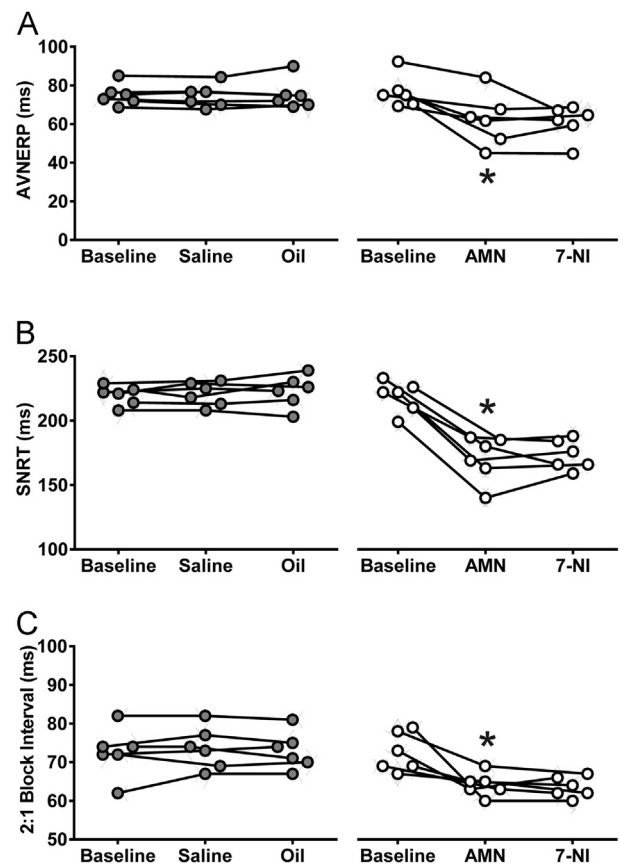 A
AVNERP (ms)
100
80
60
40
20
0
Baseline Saline Oil
*
Baseline AMN 7-NI
B
SNRT (ms)
250
200
150
100
Baseline Saline Oil
*
Baseline AMN 7-NI
C
2:1 Block Interval (ms)
100
90
80
70
60
50
Baseline Saline Oil
*
Baseline AMN 7-NI